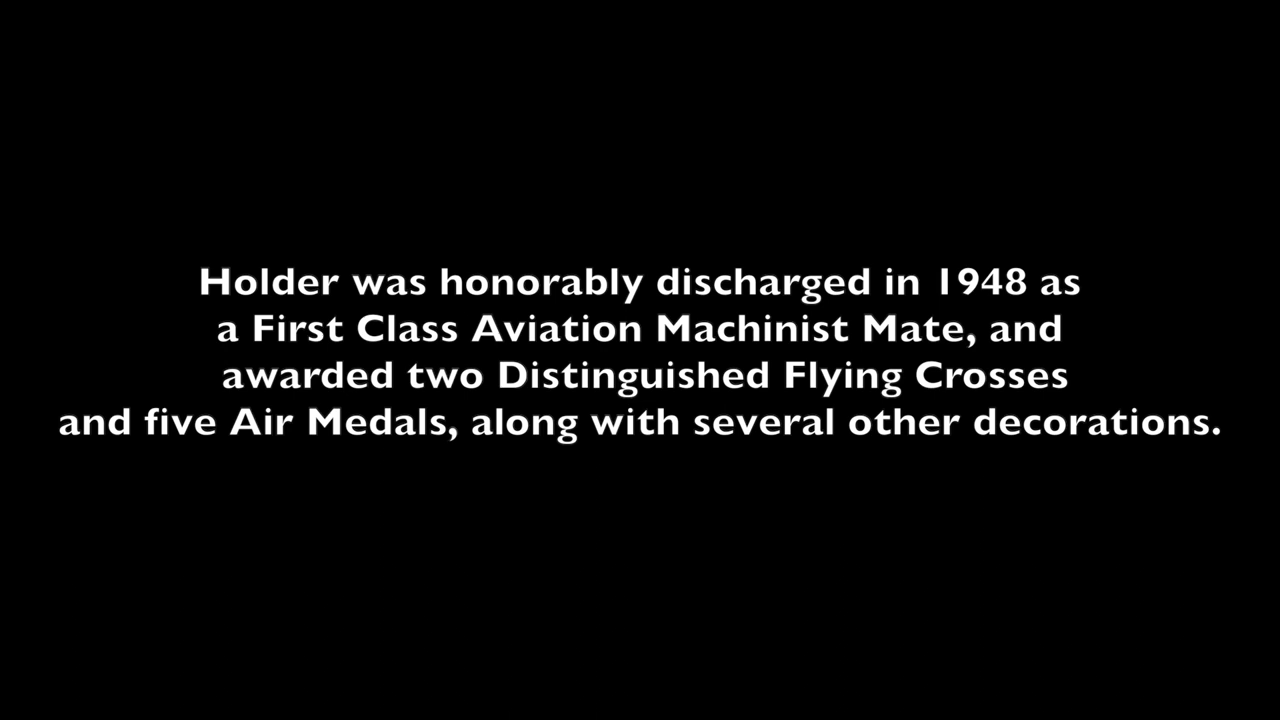 Holder was honorably discharged in 1948 as
a First Class Aviation Machinist Mate, and
awarded two Distinguished Flying Crosses
and five Air Medals, along with several other decorations.